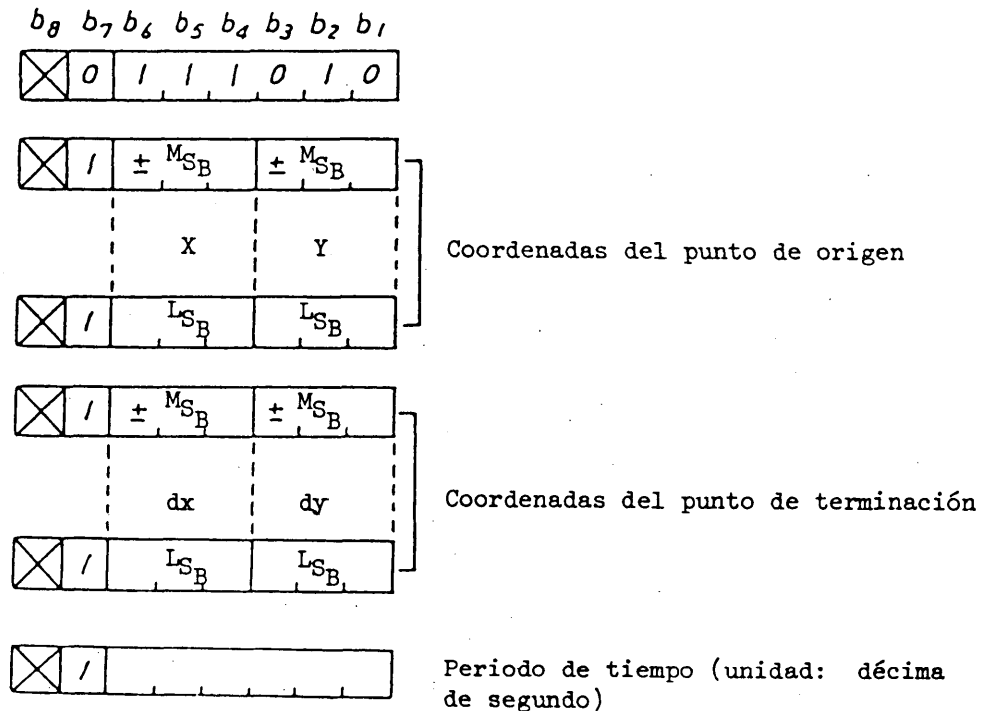 b8 b7 b6 b5 b4 b3 b2 b1
0 1 1 1 0 1 0
1 ± MSB ± MSB
X Y Coordenadas del punto de origen
1 LSB LSB
1 ± MSB ± MSB
dx dy Coordenadas del punto de terminación
1 LSB LSB
1 Periodo de tiempo (unidad: décima
de segundo)